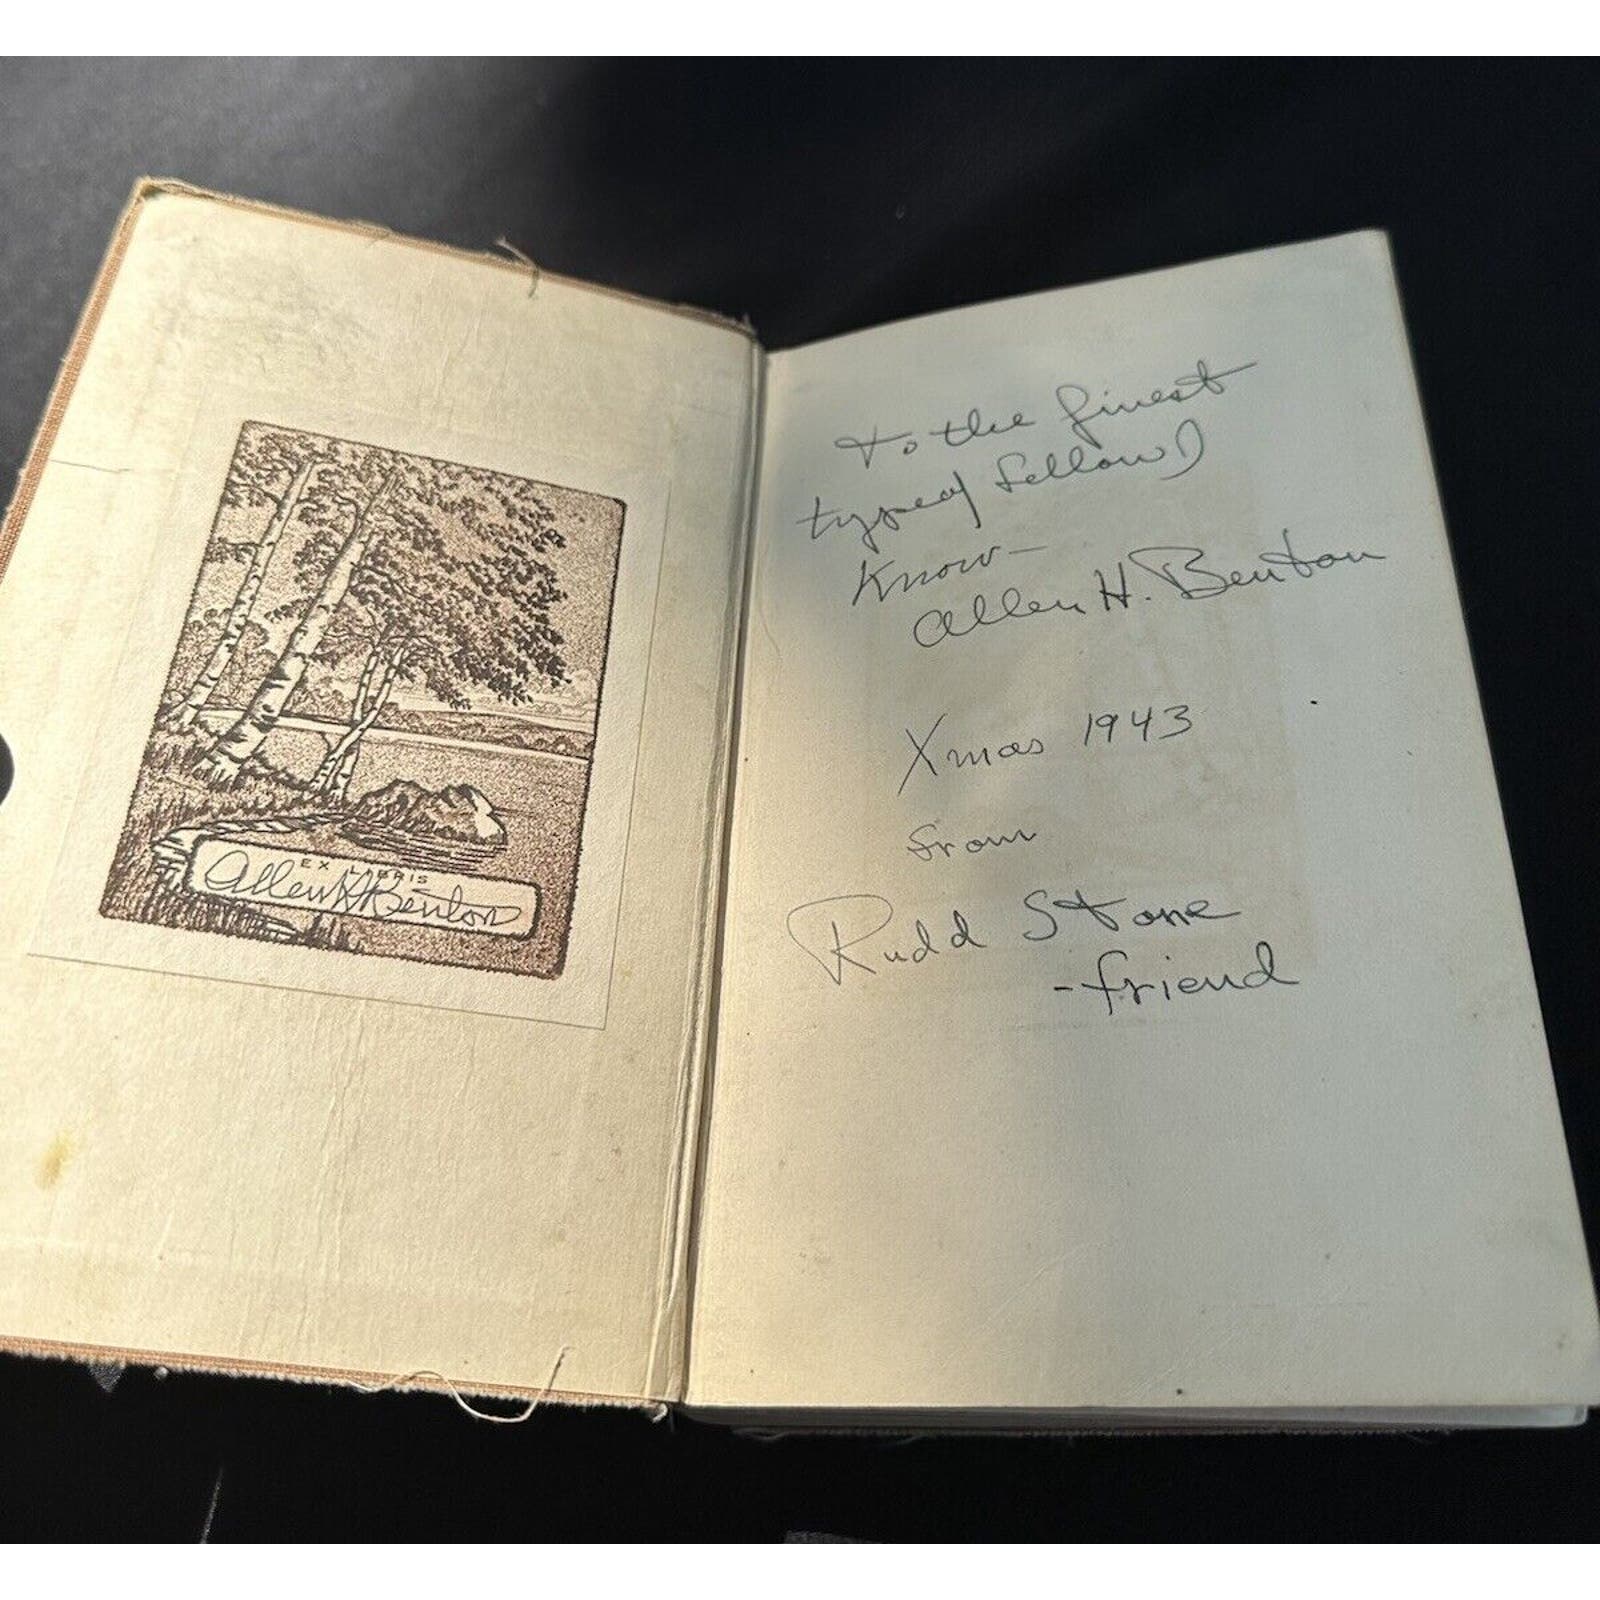 EX LIBRIS
Allen H Benton
To the finest
type of fellow I
know —
Allen H. Benton
Xmas 1943
from
Rudd Stone
- friend